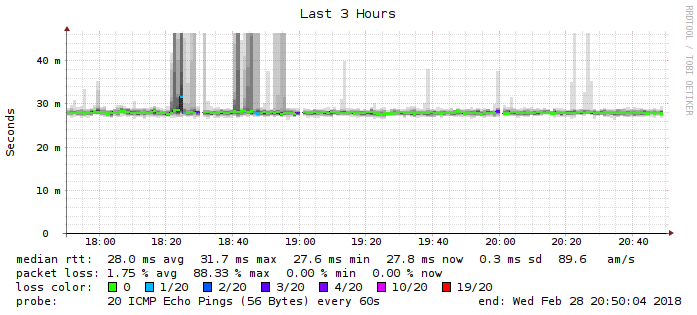 Last 3 Hours
RRDTOOL / TOBI OETIKER
Seconds
40 m
30 m
20 m
10 m
0
18:00 18:20 18:40 19:00 19:20 19:40 20:00 20:20 20:40
median rtt: 28.0 ms avg 31.7 ms max 27.6 ms min 27.8 ms now 0.3 ms sd 89.6 am/s
packet loss: 1.75 % avg 88.33 % max 0.00 % min 0.00 % now
loss color: 0 1/20 2/20 3/20 4/20 10/20 19/20
probe: 20 ICMP Echo Pings (56 Bytes) every 60s end: Wed Feb 28 20:50:04 2018